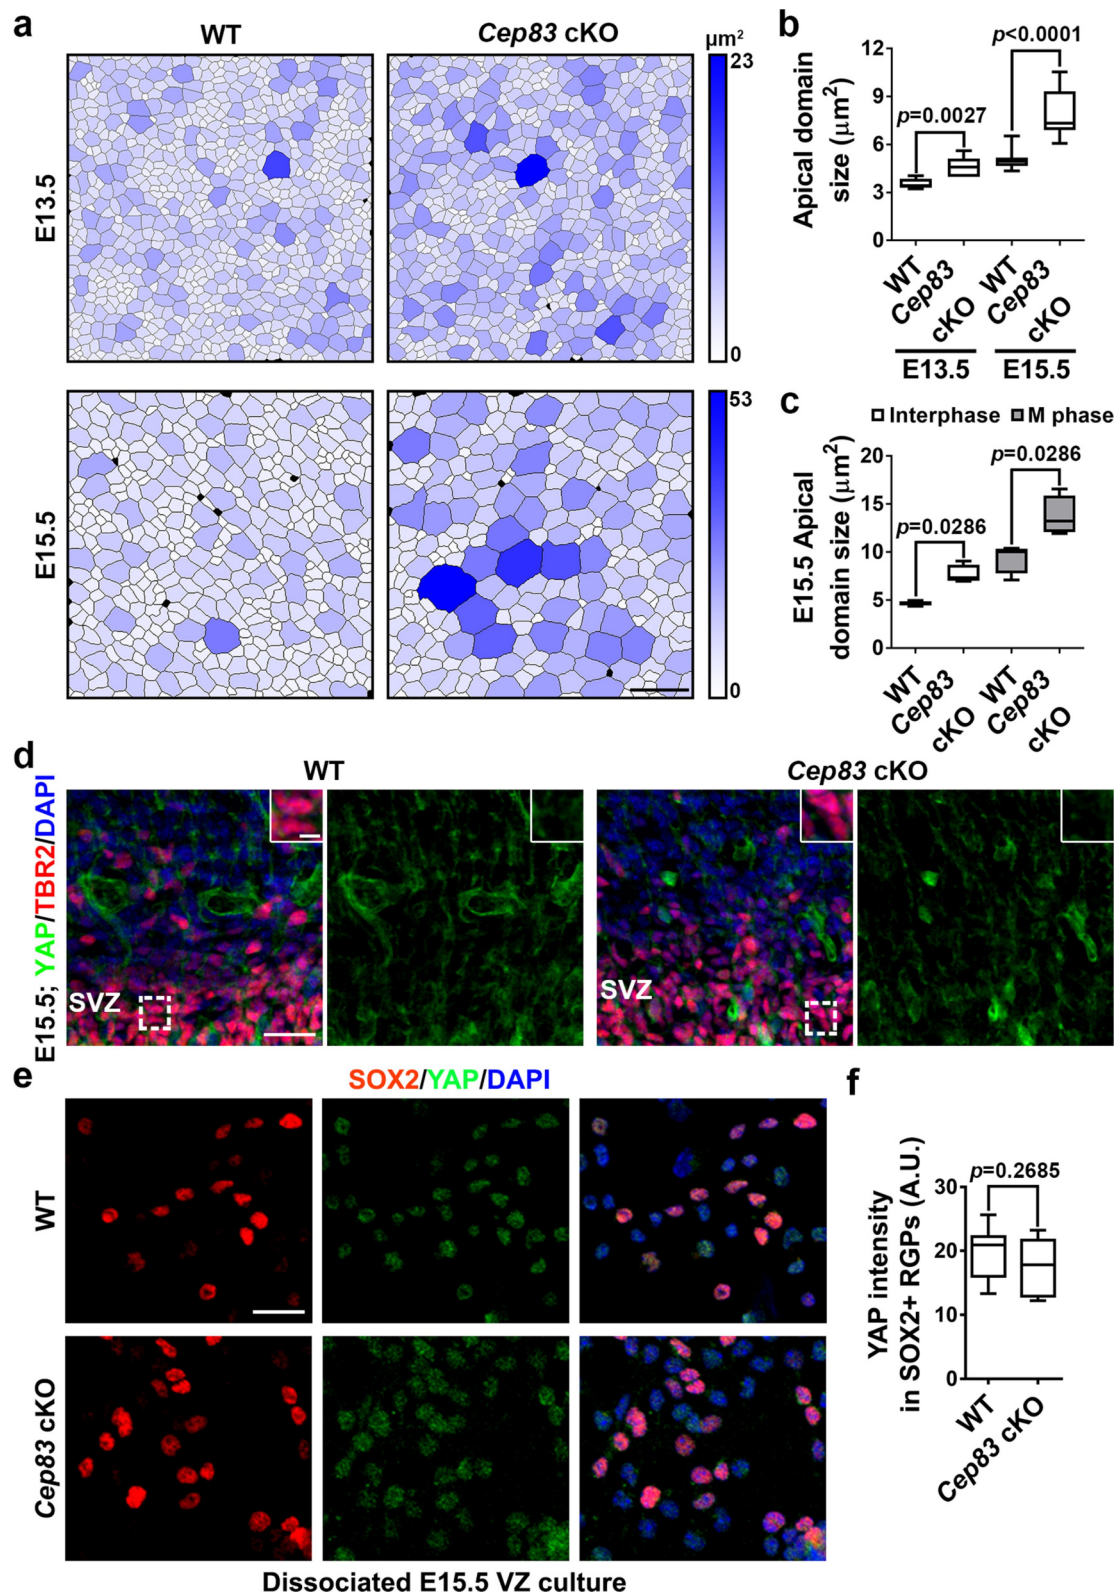 a
WT
Cep83 cKO
µm²
23
0
E13.5
53
0
E15.5
b
Apical domain
size (µm²)
12
9
6
3
0
p=0.0027
p<0.0001
WT
Cep83
cKO
WT
Cep83
cKO
E13.5
E15.5
c
Interphase
M phase
E15.5 Apical
domain size (µm²)
20
15
10
5
0
p=0.0286
p=0.0286
WT
Cep83
cKO
WT
Cep83
cKO
d
WT
Cep83 cKO
E15.5; YAP/TBR2/DAPI
SVZ
SVZ
e
SOX2/YAP/DAPI
WT
Cep83 cKO
Dissociated E15.5 VZ culture
f
YAP intensity
in SOX2+ RGPs (A.U.)
30
20
10
0
p=0.2685
WT
Cep83 cKO